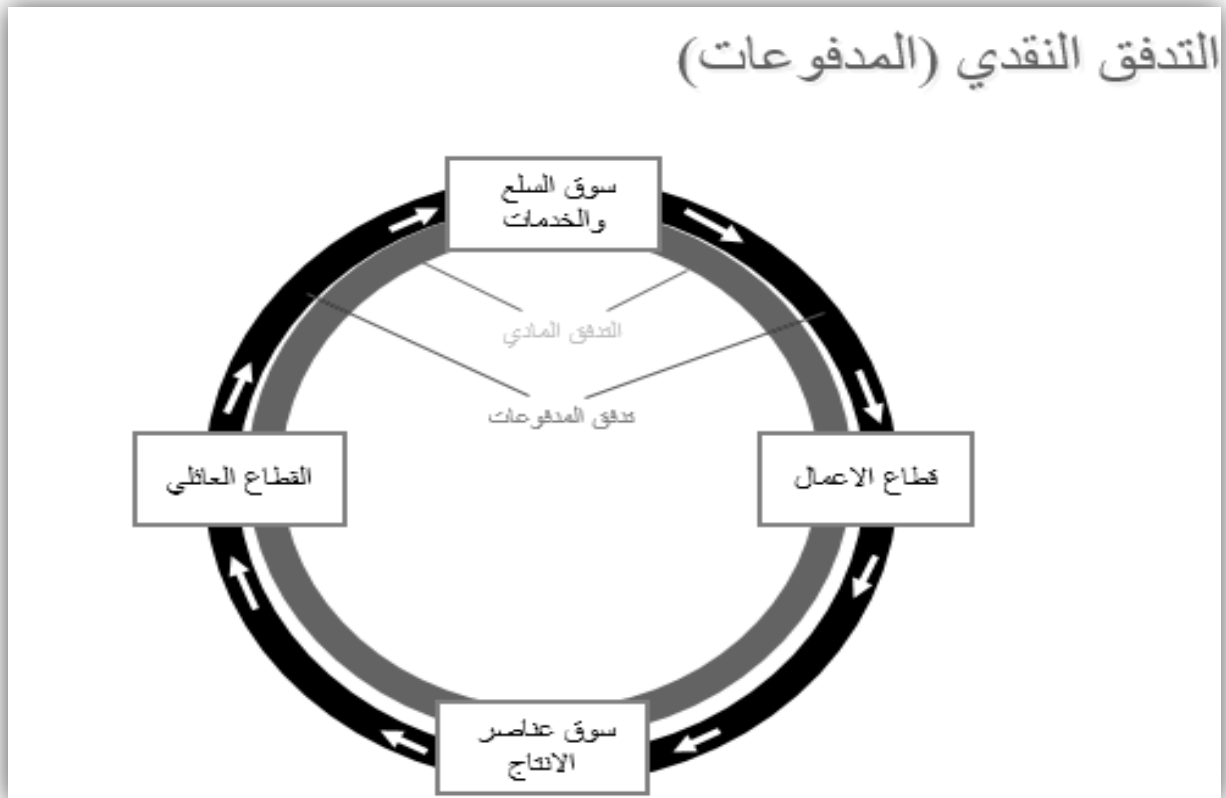 التدفق النقدي (المدفوعات)
سوق السلع
والخدمات
التدفق المادي
تدفق المدفوعات
قطاع الاعمال
القطاع العائلي
سوق عناصر
الانتاج